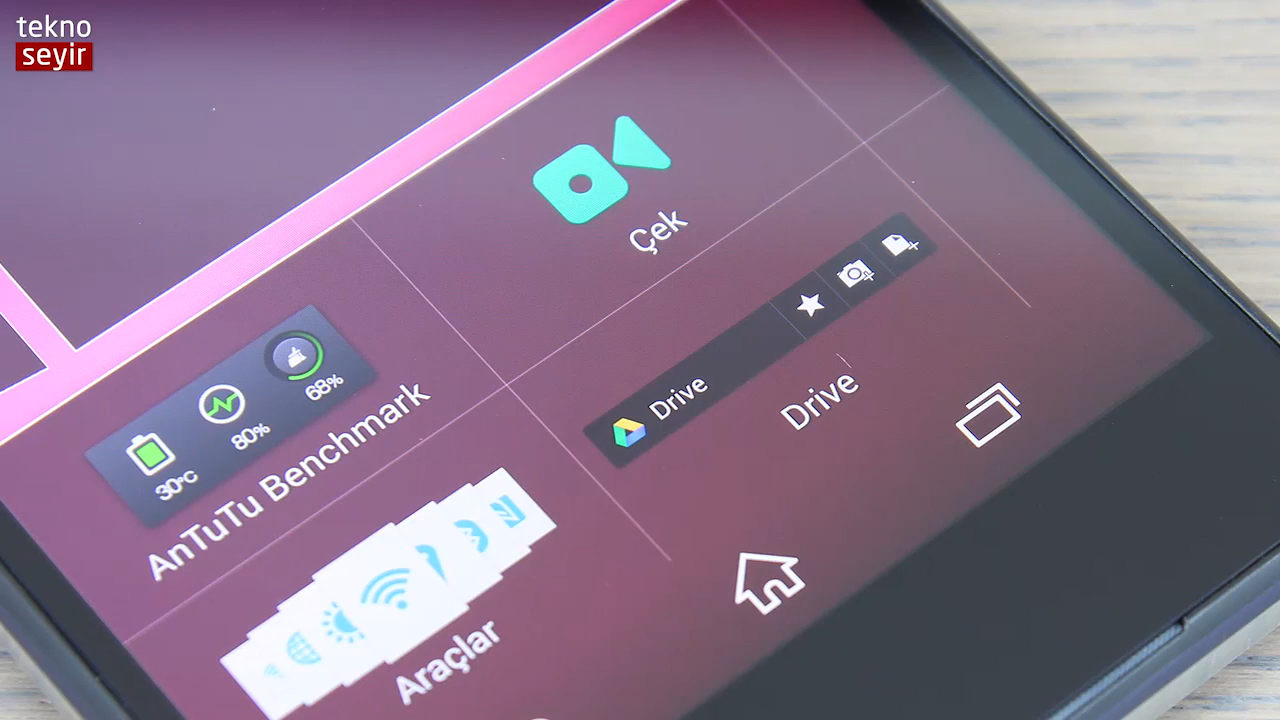 tekno
seyir
Çek
Drive
Drive
30°C
80%
68%
AnTuTu Benchmark
Araçlar